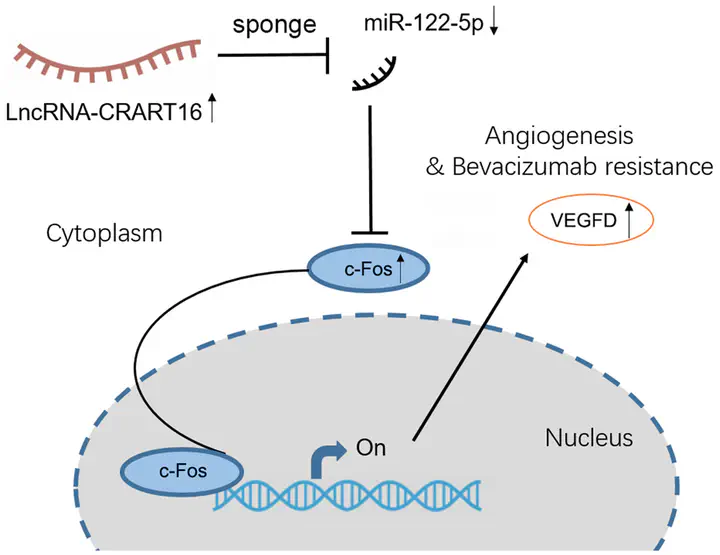 sponge
miR-122-5p↓
LncRNA-CRART16↑
Angiogenesis
& Bevacizumab resistance
VEGFD↑
Cytoplasm
c-Fos↑
Nucleus
On
c-Fos